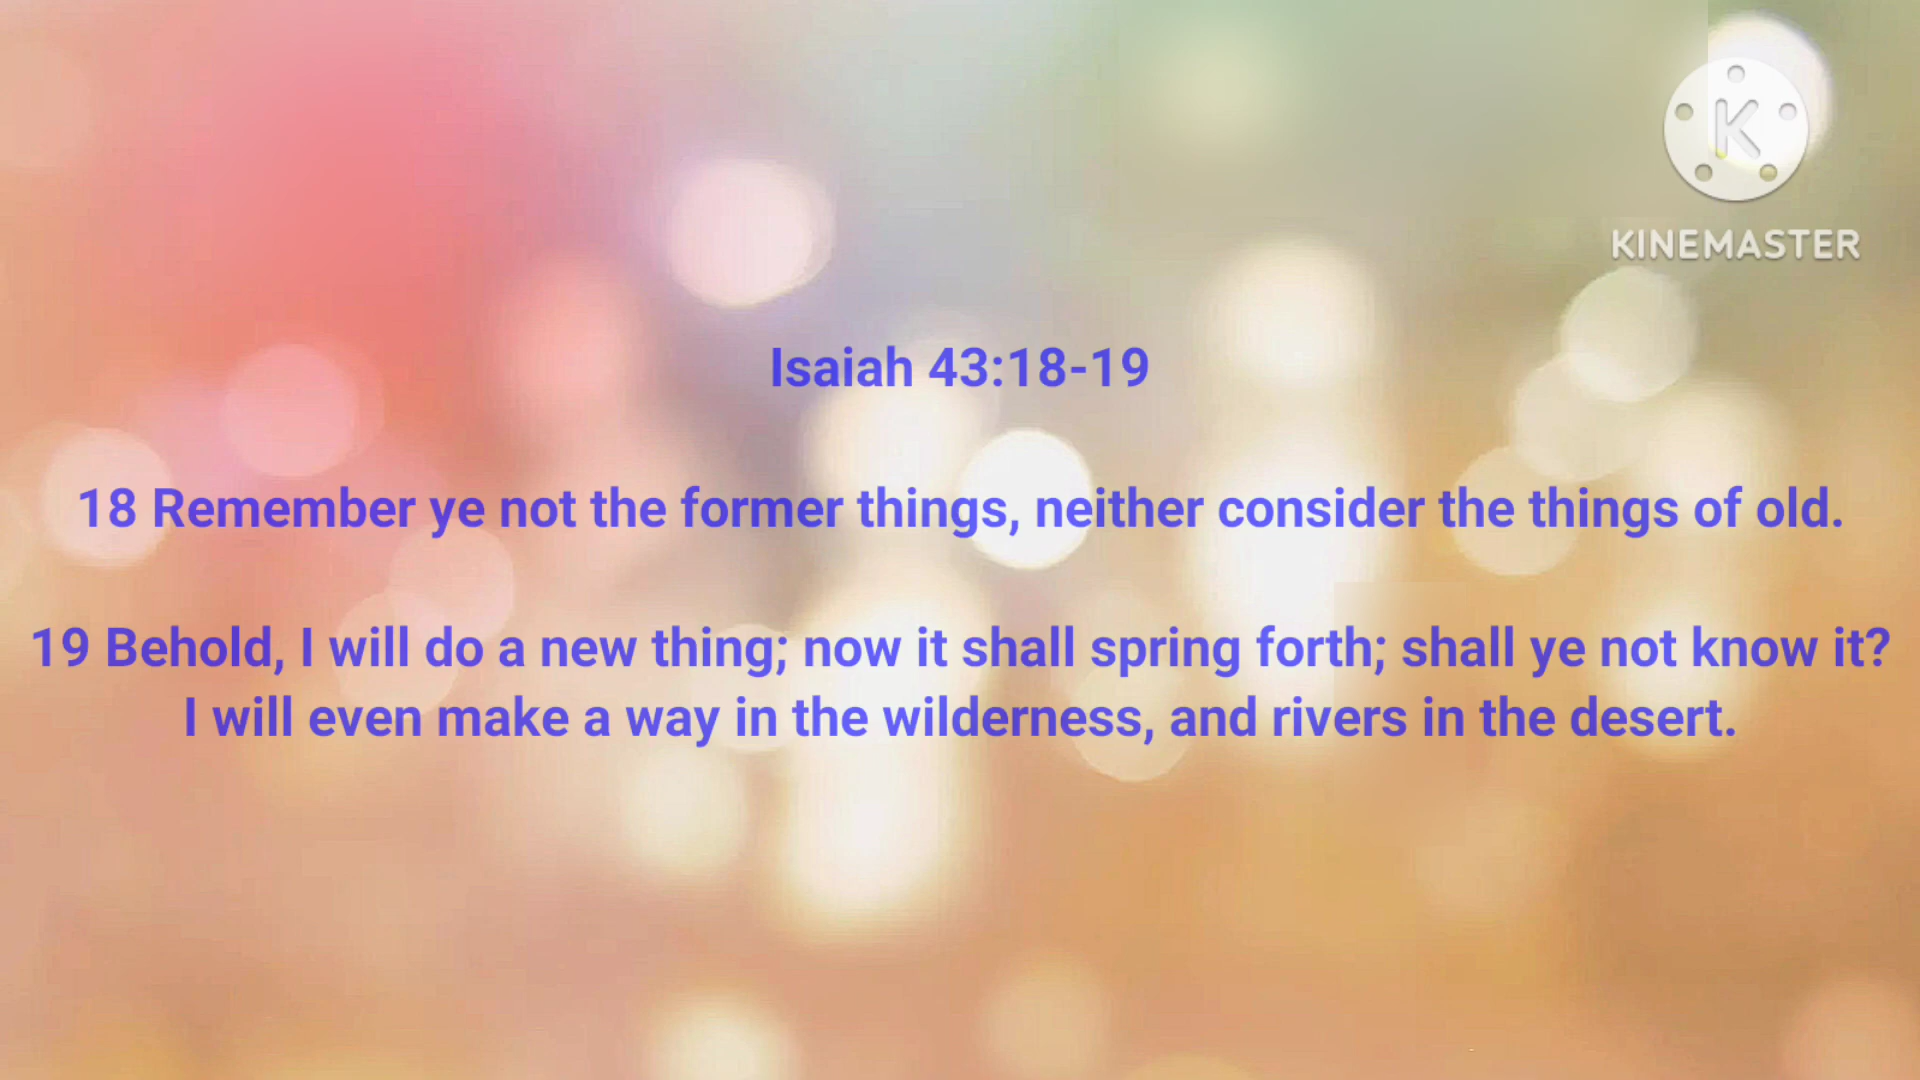 K
KINEMASTER
Isaiah 43:18-19
18 Remember ye not the former things, neither consider the things of old.
19 Behold, I will do a new thing; now it shall spring forth; shall ye not know it?
I will even make a way in the wilderness, and rivers in the desert.